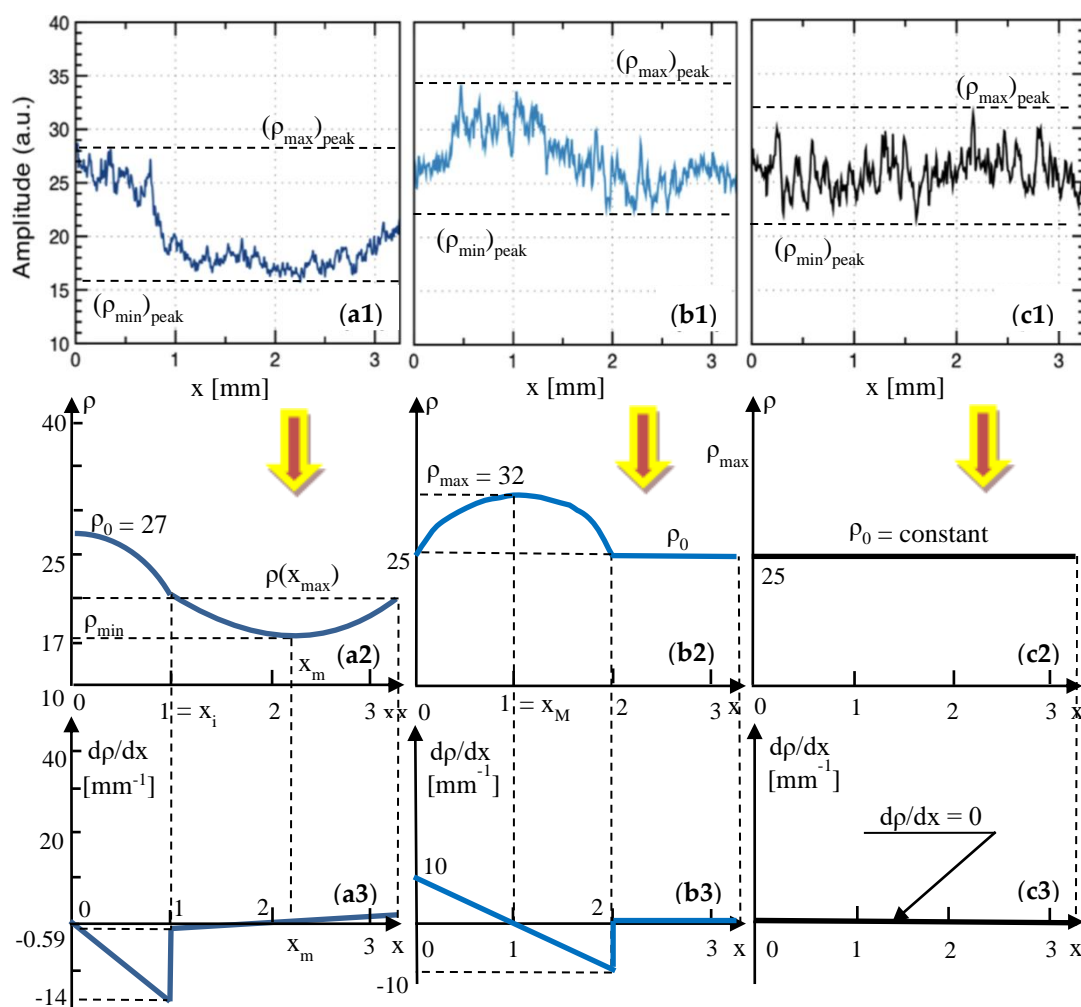 40
35
30
25
20
15
10
Amplitude (a.u.)
(ρmax)peak
(ρmin)peak
(a1)
0 1 2 3
x [mm]
(ρmax)peak
(ρmin)peak
(b1)
0 1 2 3
x [mm]
(ρmax)peak
(ρmin)peak
(c1)
0 1 2 3
x [mm]
40
ρ
ρ0 = 27
25
ρ(xmax)
ρmin
17
xm
(a2)
10
0 1 = xi 2 3 xx
ρ
ρmax = 32
25
ρ0
(b2)
0 1 = xM 2 3 x
ρ
ρmax
ρ0 = constant
25
(c2)
0 1 2 3 x
dρ/dx
[mm-1]
40
20
0 1 2
(a3)
-0.59
xm 3 x
-14
dρ/dx
[mm-1]
10
2
(b3)
0 1 3 x
-10
dρ/dx
[mm-1]
dρ/dx = 0
(c3)
0 1 2 3 x